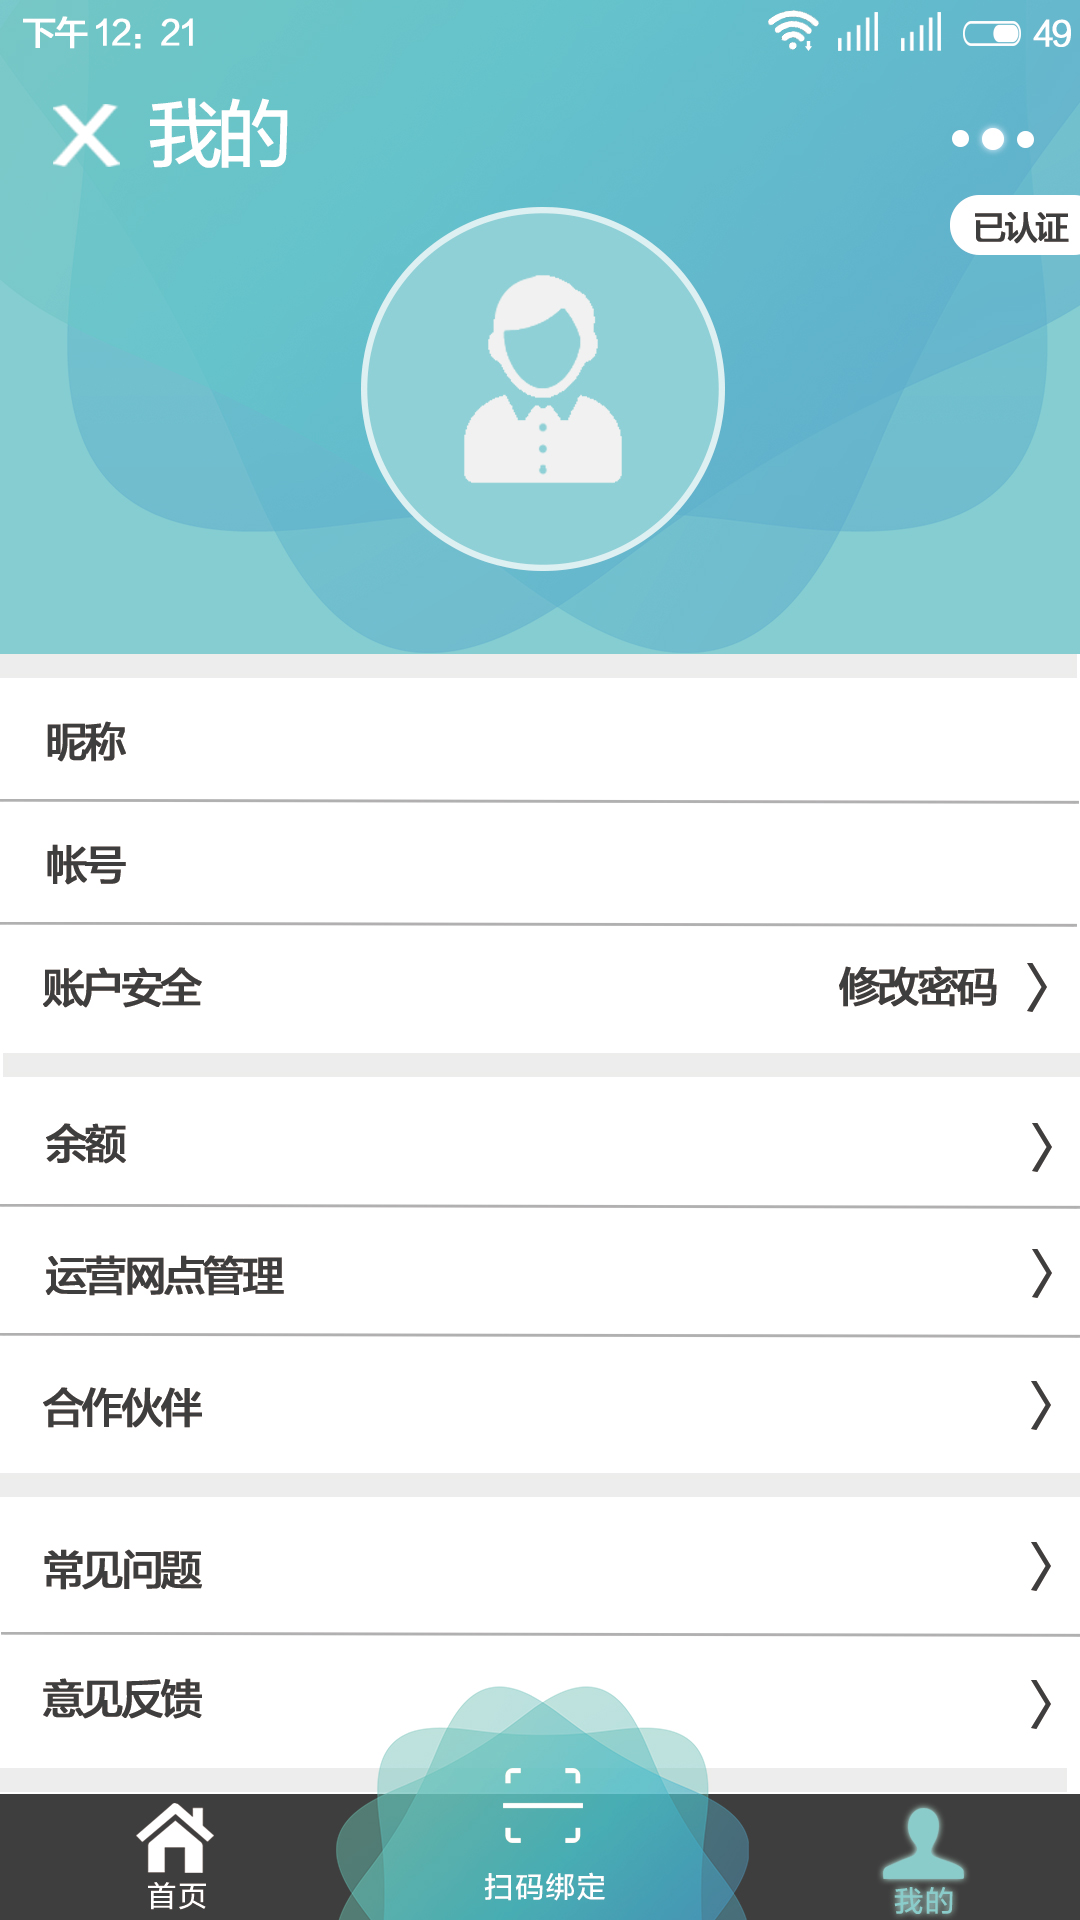 下午12：21 49
X 我的
已认证
昵称
帐号
账户安全 修改密码
余额
运营网点管理
合作伙伴
常见问题
意见反馈
首页 扫码绑定 我的